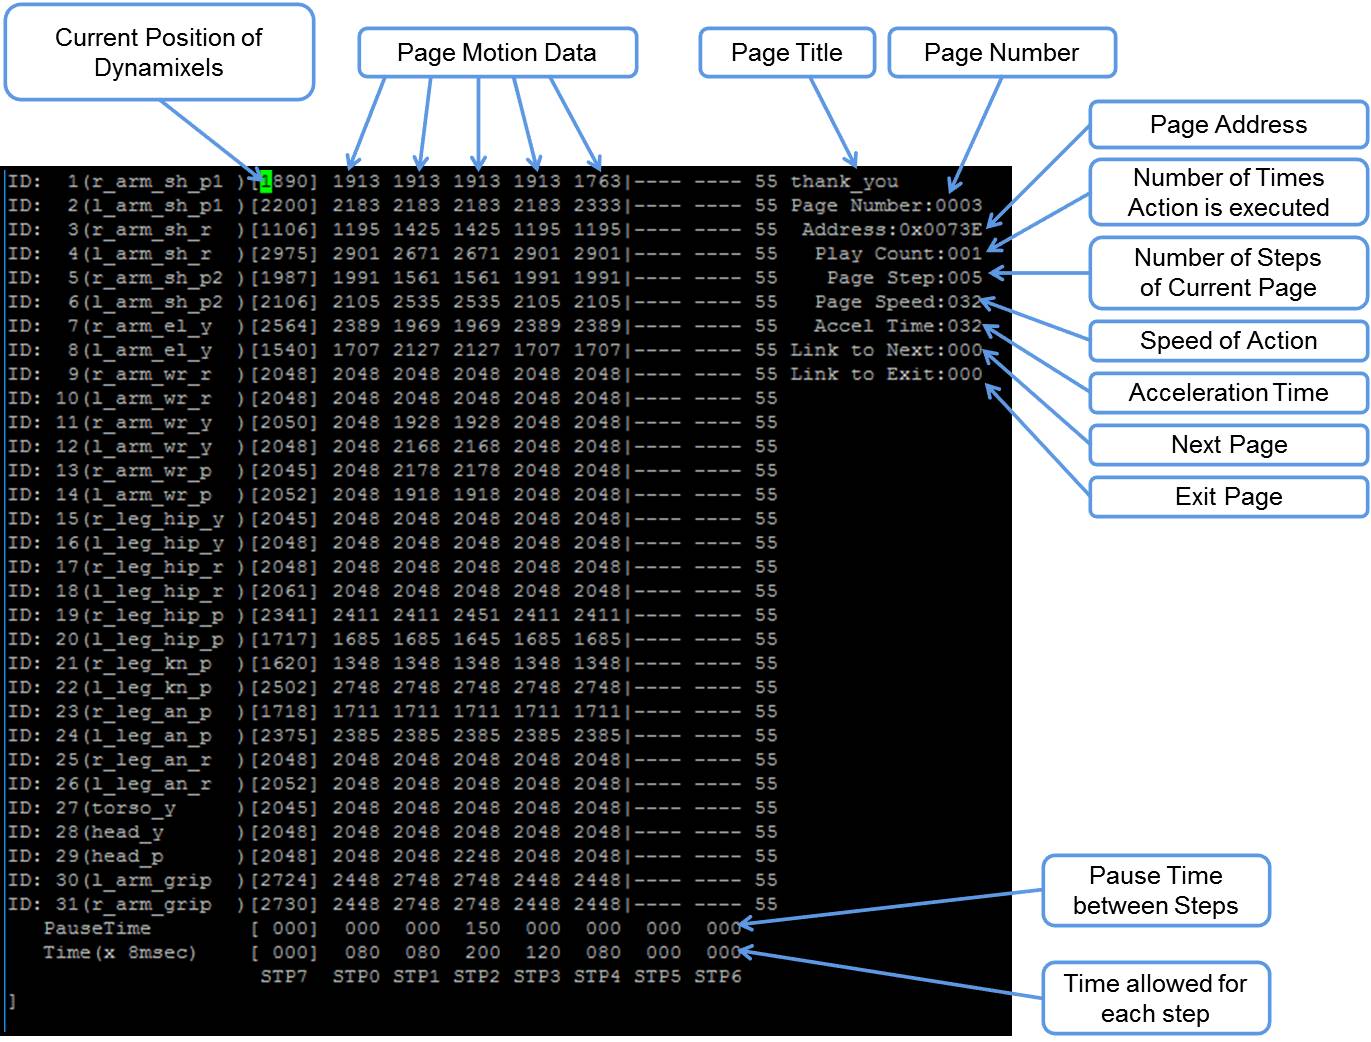 Current Position of
Dynamixels
Page Motion Data
Page Title
Page Number
Page Address
Number of Times
Action is executed
Number of Steps
of Current Page
Speed of Action
Acceleration Time
Next Page
Exit Page
ID:  1(r_arm_sh_p1 )[1890] 1913 1913 1913 1913 1763|---- ---- 55 thank_you
ID:  2(l_arm_sh_p1 )[2200] 2183 2183 2183 2183 2333|---- ---- 55 Page Number:0003
ID:  3(r_arm_sh_r  )[1106] 1195 1425 1425 1195 1195|---- ---- 55 Address:0x0073E
ID:  4(l_arm_sh_r  )[2975] 2901 2671 2671 2901 2901|---- ---- 55 Play Count:001
ID:  5(r_arm_sh_p2 )[1987] 1991 1561 1561 1991 1991|---- ---- 55 Page Step:005
ID:  6(l_arm_sh_p2 )[2106] 2105 2535 2535 2105 2105|---- ---- 55 Page Speed:032
ID:  7(r_arm_el_y  )[2564] 2389 1969 1969 2389 2389|---- ---- 55 Accel Time:032
ID:  8(l_arm_el_y  )[1540] 1707 2127 2127 1707 1707|---- ---- 55 Link to Next:000
ID:  9(r_arm_wr_r  )[2048] 2048 2048 2048 2048 2048|---- ---- 55 Link to Exit:000
ID: 10(l_arm_wr_r  )[2048] 2048 2048 2048 2048 2048|---- ---- 55
ID: 11(r_arm_wr_y  )[2050] 2048 1928 1928 2048 2048|---- ---- 55
ID: 12(l_arm_wr_y  )[2048] 2048 2168 2168 2048 2048|---- ---- 55
ID: 13(r_arm_wr_p  )[2045] 2048 2178 2178 2048 2048|---- ---- 55
ID: 14(l_arm_wr_p  )[2052] 2048 1918 1918 2048 2048|---- ---- 55
ID: 15(r_leg_hip_y )[2045] 2048 2048 2048 2048 2048|---- ---- 55
ID: 16(l_leg_hip_y )[2048] 2048 2048 2048 2048 2048|---- ---- 55
ID: 17(r_leg_hip_r )[2048] 2048 2048 2048 2048 2048|---- ---- 55
ID: 18(l_leg_hip_r )[2061] 2048 2048 2048 2048 2048|---- ---- 55
ID: 19(r_leg_hip_p )[2341] 2411 2411 2451 2411 2411|---- ---- 55
ID: 20(l_leg_hip_p )[1717] 1685 1685 1645 1685 1685|---- ---- 55
ID: 21(r_leg_kn_p  )[1620] 1348 1348 1348 1348 1348|---- ---- 55
ID: 22(l_leg_kn_p  )[2502] 2748 2748 2748 2748 2748|---- ---- 55
ID: 23(r_leg_an_p  )[1718] 1711 1711 1711 1711 1711|---- ---- 55
ID: 24(l_leg_an_p  )[2375] 2385 2385 2385 2385 2385|---- ---- 55
ID: 25(r_leg_an_r  )[2048] 2048 2048 2048 2048 2048|---- ---- 55
ID: 26(l_leg_an_r  )[2052] 2048 2048 2048 2048 2048|---- ---- 55
ID: 27(torso_y     )[2045] 2048 2048 2048 2048 2048|---- ---- 55
ID: 28(head_y      )[2048] 2048 2048 2048 2048 2048|---- ---- 55
ID: 29(head_p      )[2048] 2048 2048 2248 2048 2048|---- ---- 55
ID: 30(l_arm_grip  )[2724] 2448 2748 2748 2448 2448|---- ---- 55
ID: 31(r_arm_grip  )[2730] 2448 2748 2748 2448 2448|---- ---- 55
PauseTime [ 000] 000 000 150 000 000 000 000
Time(x 8msec) [ 000] 080 080 200 120 080 000 000
STP7 STP0 STP1 STP2 STP3 STP4 STP5 STP6
]
Pause Time
between Steps
Time allowed for
each step